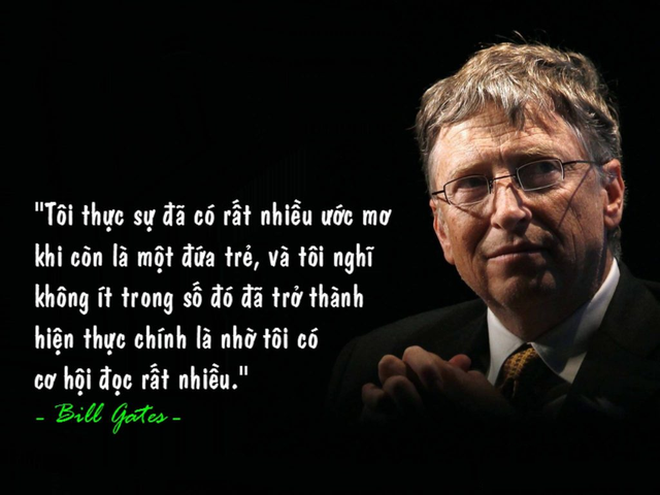 "Tôi thực sự đã có rất nhiều ước mơ
khi còn là một đứa trẻ, và tôi nghĩ
không ít trong số đó đã trở thành
hiện thực chính là nhờ tôi có
cơ hội đọc rất nhiều."
- Bill Gates -